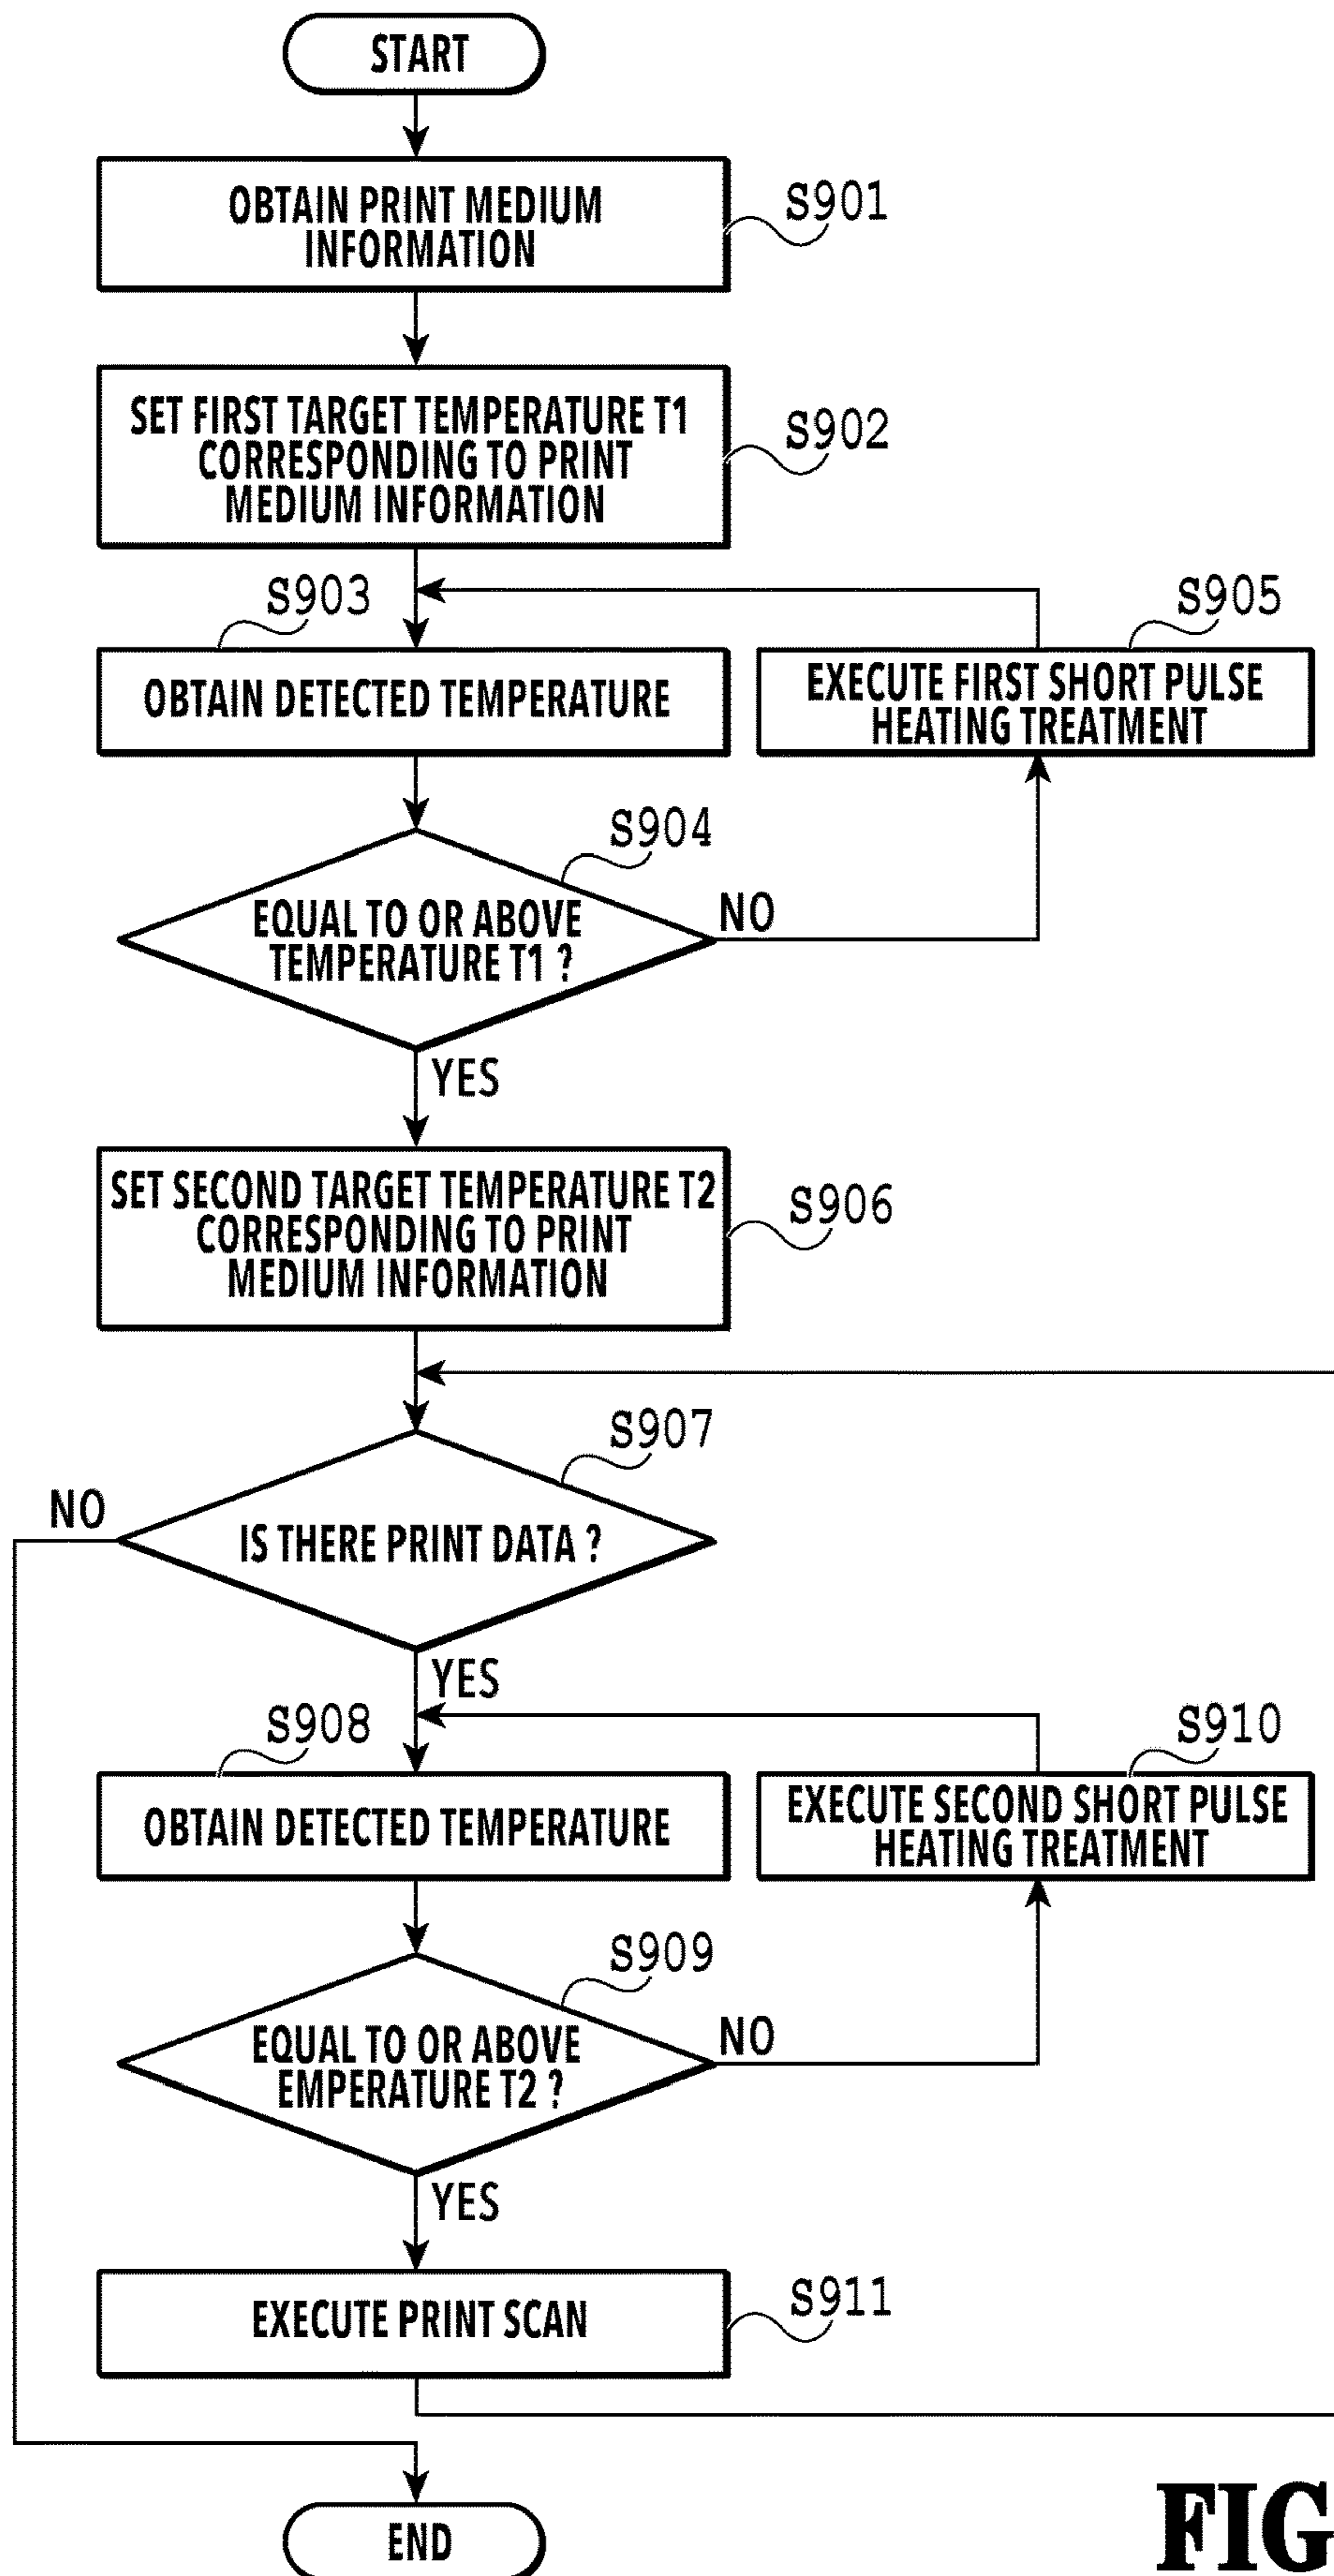 START
OBTAIN PRINT MEDIUM
INFORMATION
S901
SET FIRST TARGET TEMPERATURE T1
CORRESPONDING TO PRINT
MEDIUM INFORMATION
S902
S903
OBTAIN DETECTED TEMPERATURE
S905
EXECUTE FIRST SHORT PULSE
HEATING TREATMENT
S904
EQUAL TO OR ABOVE
TEMPERATURE T1 ?
NO
YES
SET SECOND TARGET TEMPERATURE T2
CORRESPONDING TO PRINT
MEDIUM INFORMATION
S906
S907
IS THERE PRINT DATA ?
NO
YES
S908
OBTAIN DETECTED TEMPERATURE
S910
EXECUTE SECOND SHORT PULSE
HEATING TREATMENT
S909
EQUAL TO OR ABOVE
EMPERATURE T2 ?
NO
YES
EXECUTE PRINT SCAN
S911
END
FIG